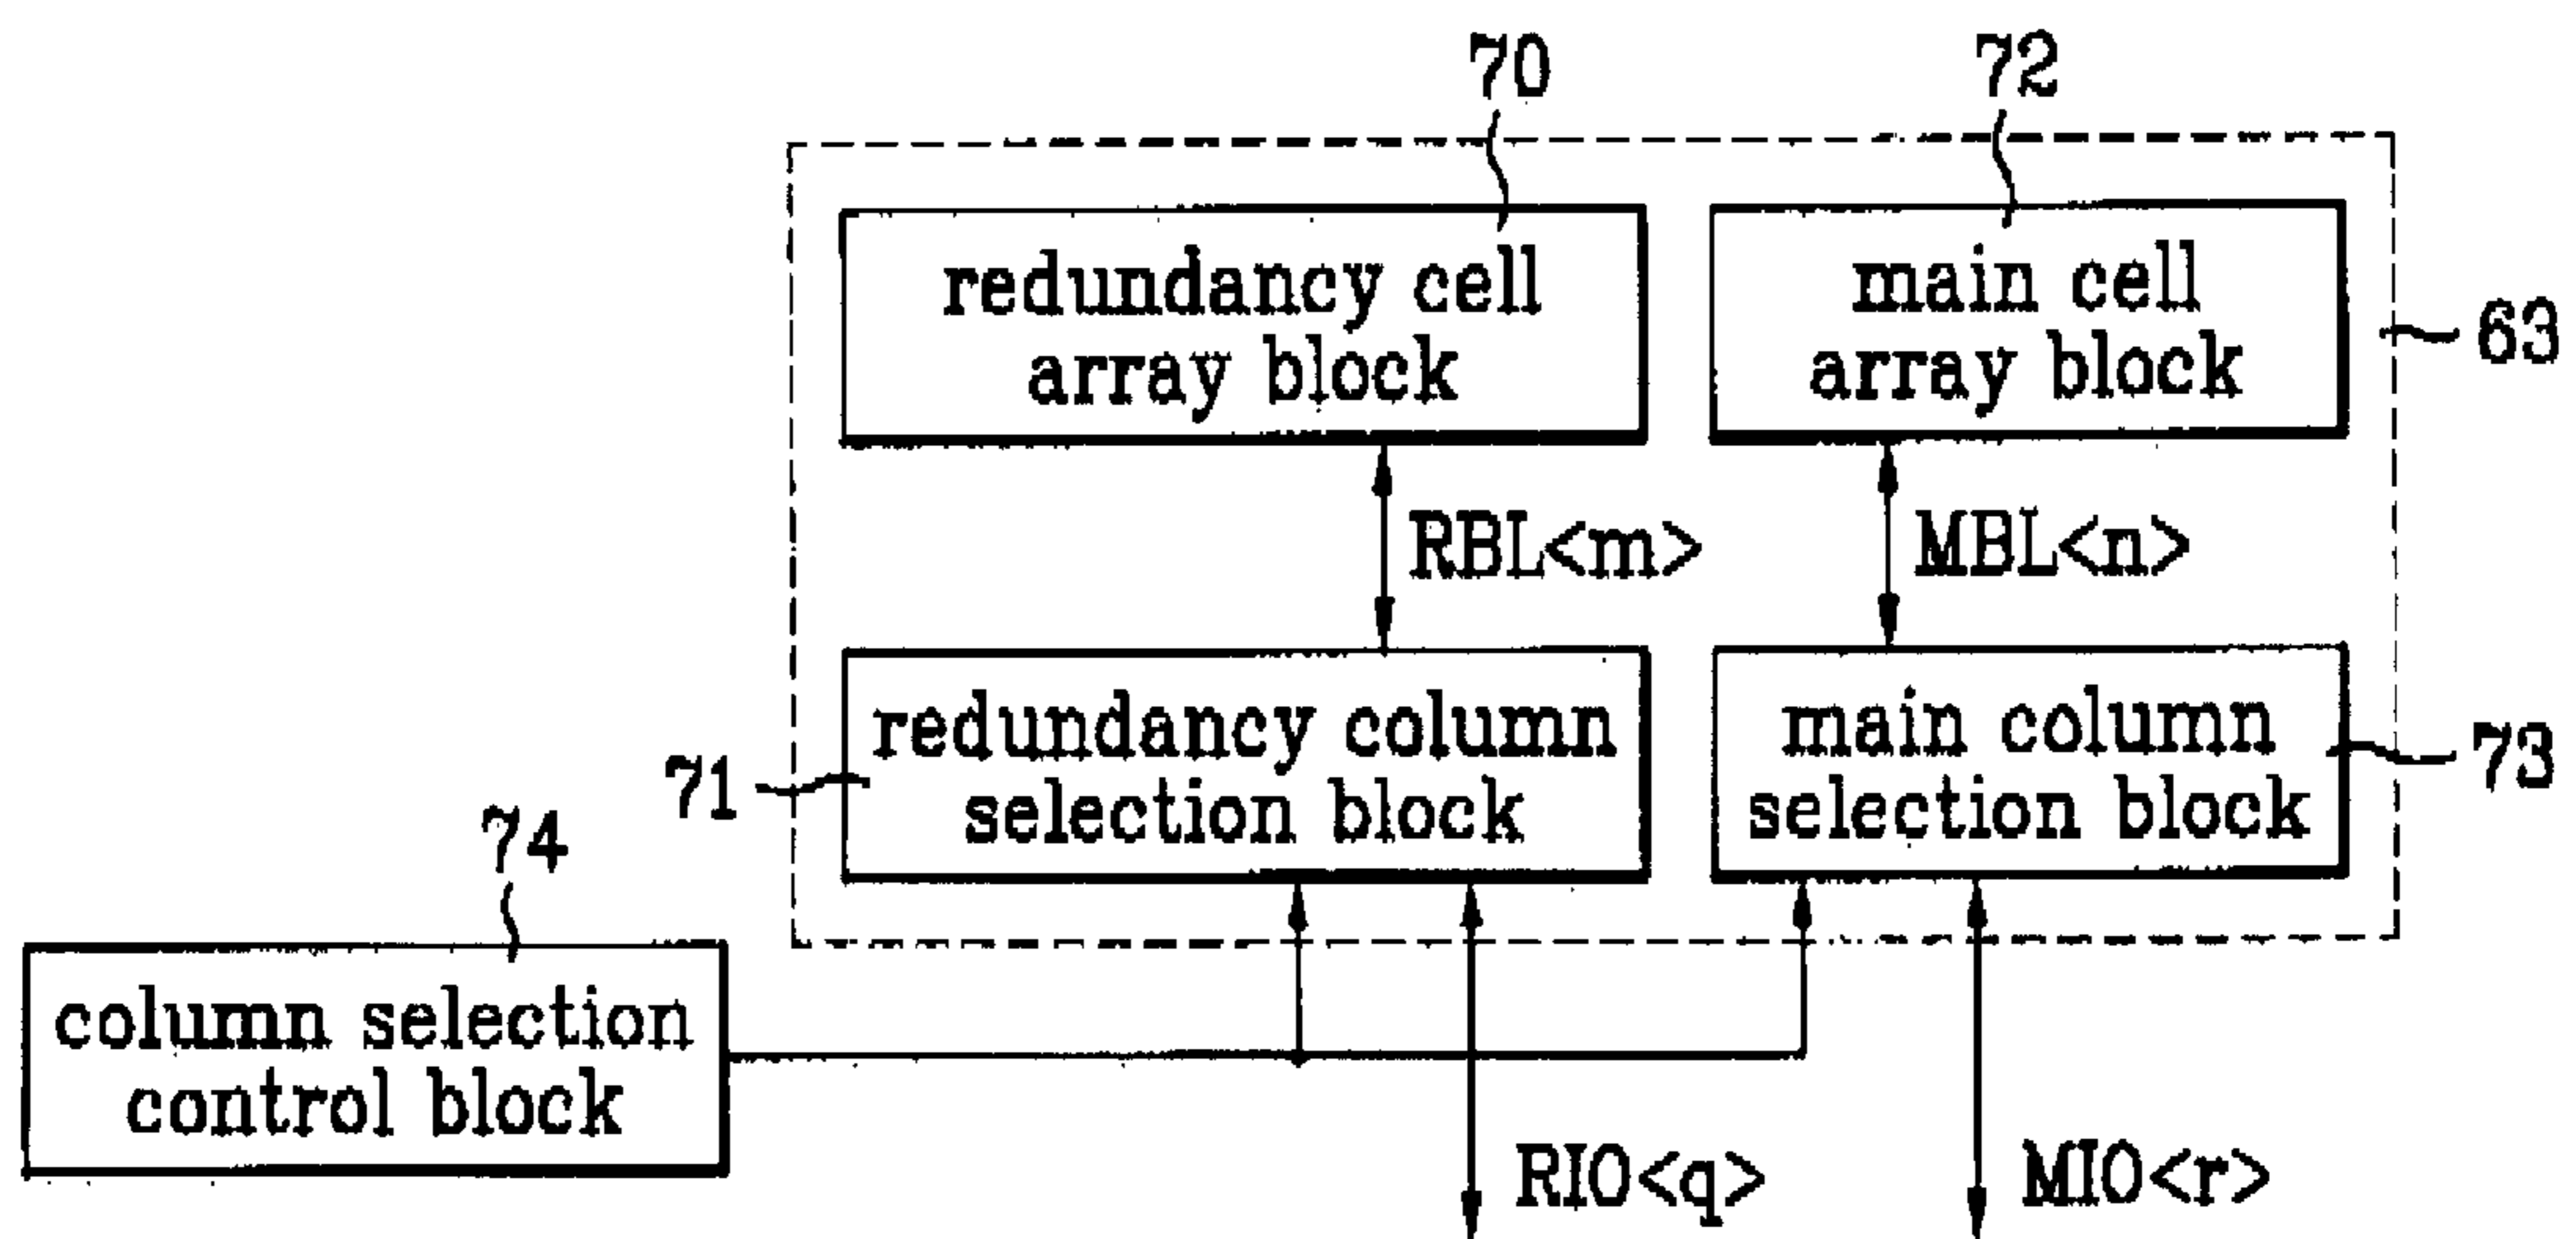 70
72
redundancy cell
array block
main cell
array block
63
RBL<m>
MBL<n>
redundancy column
selection block
main column
selection block
71
73
74
column selection
control block
RIO<q>
MIO<r>